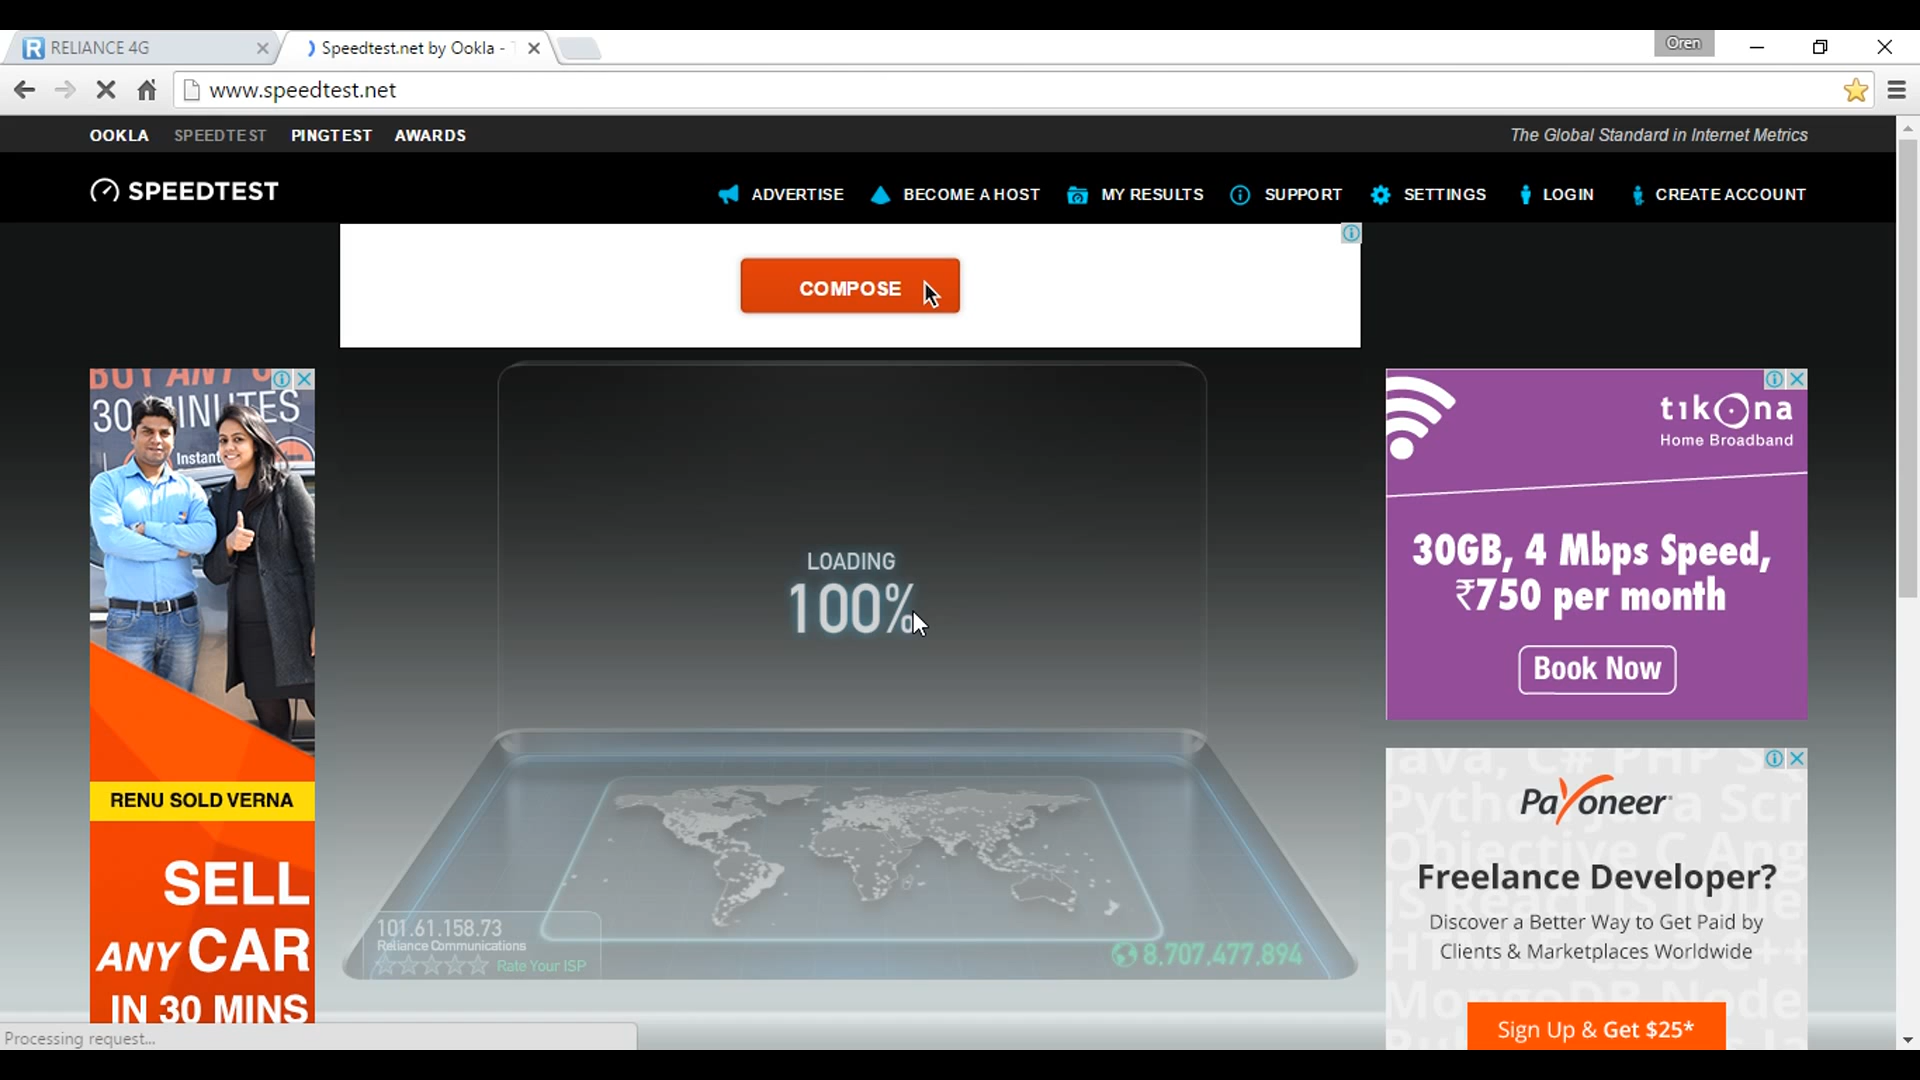 RELIANCE 4G
Speedtest.net by Ookla -
Oren
www.speedtest.net
OOKLA SPEEDTEST PINGTEST AWARDS
The Global Standard in Internet Metrics
SPEEDTEST
ADVERTISE BECOME A HOST MY RESULTS SUPPORT SETTINGS LOGIN CREATE ACCOUNT
COMPOSE
BUY ANY
30 MINUTES
Instant
RENU SOLD VERNA
SELL
ANY CAR
IN 30 MINS
LOADING
100%
101.61.158.73
Reliance Communications
Rate Your ISP
8,707,477,894
tikona
Home Broadband
30GB, 4 Mbps Speed,
₹750 per month
Book Now
Payoneer
Freelance Developer?
Discover a Better Way to Get Paid by
Clients & Marketplaces Worldwide
Sign Up & Get $25*
Processing request...